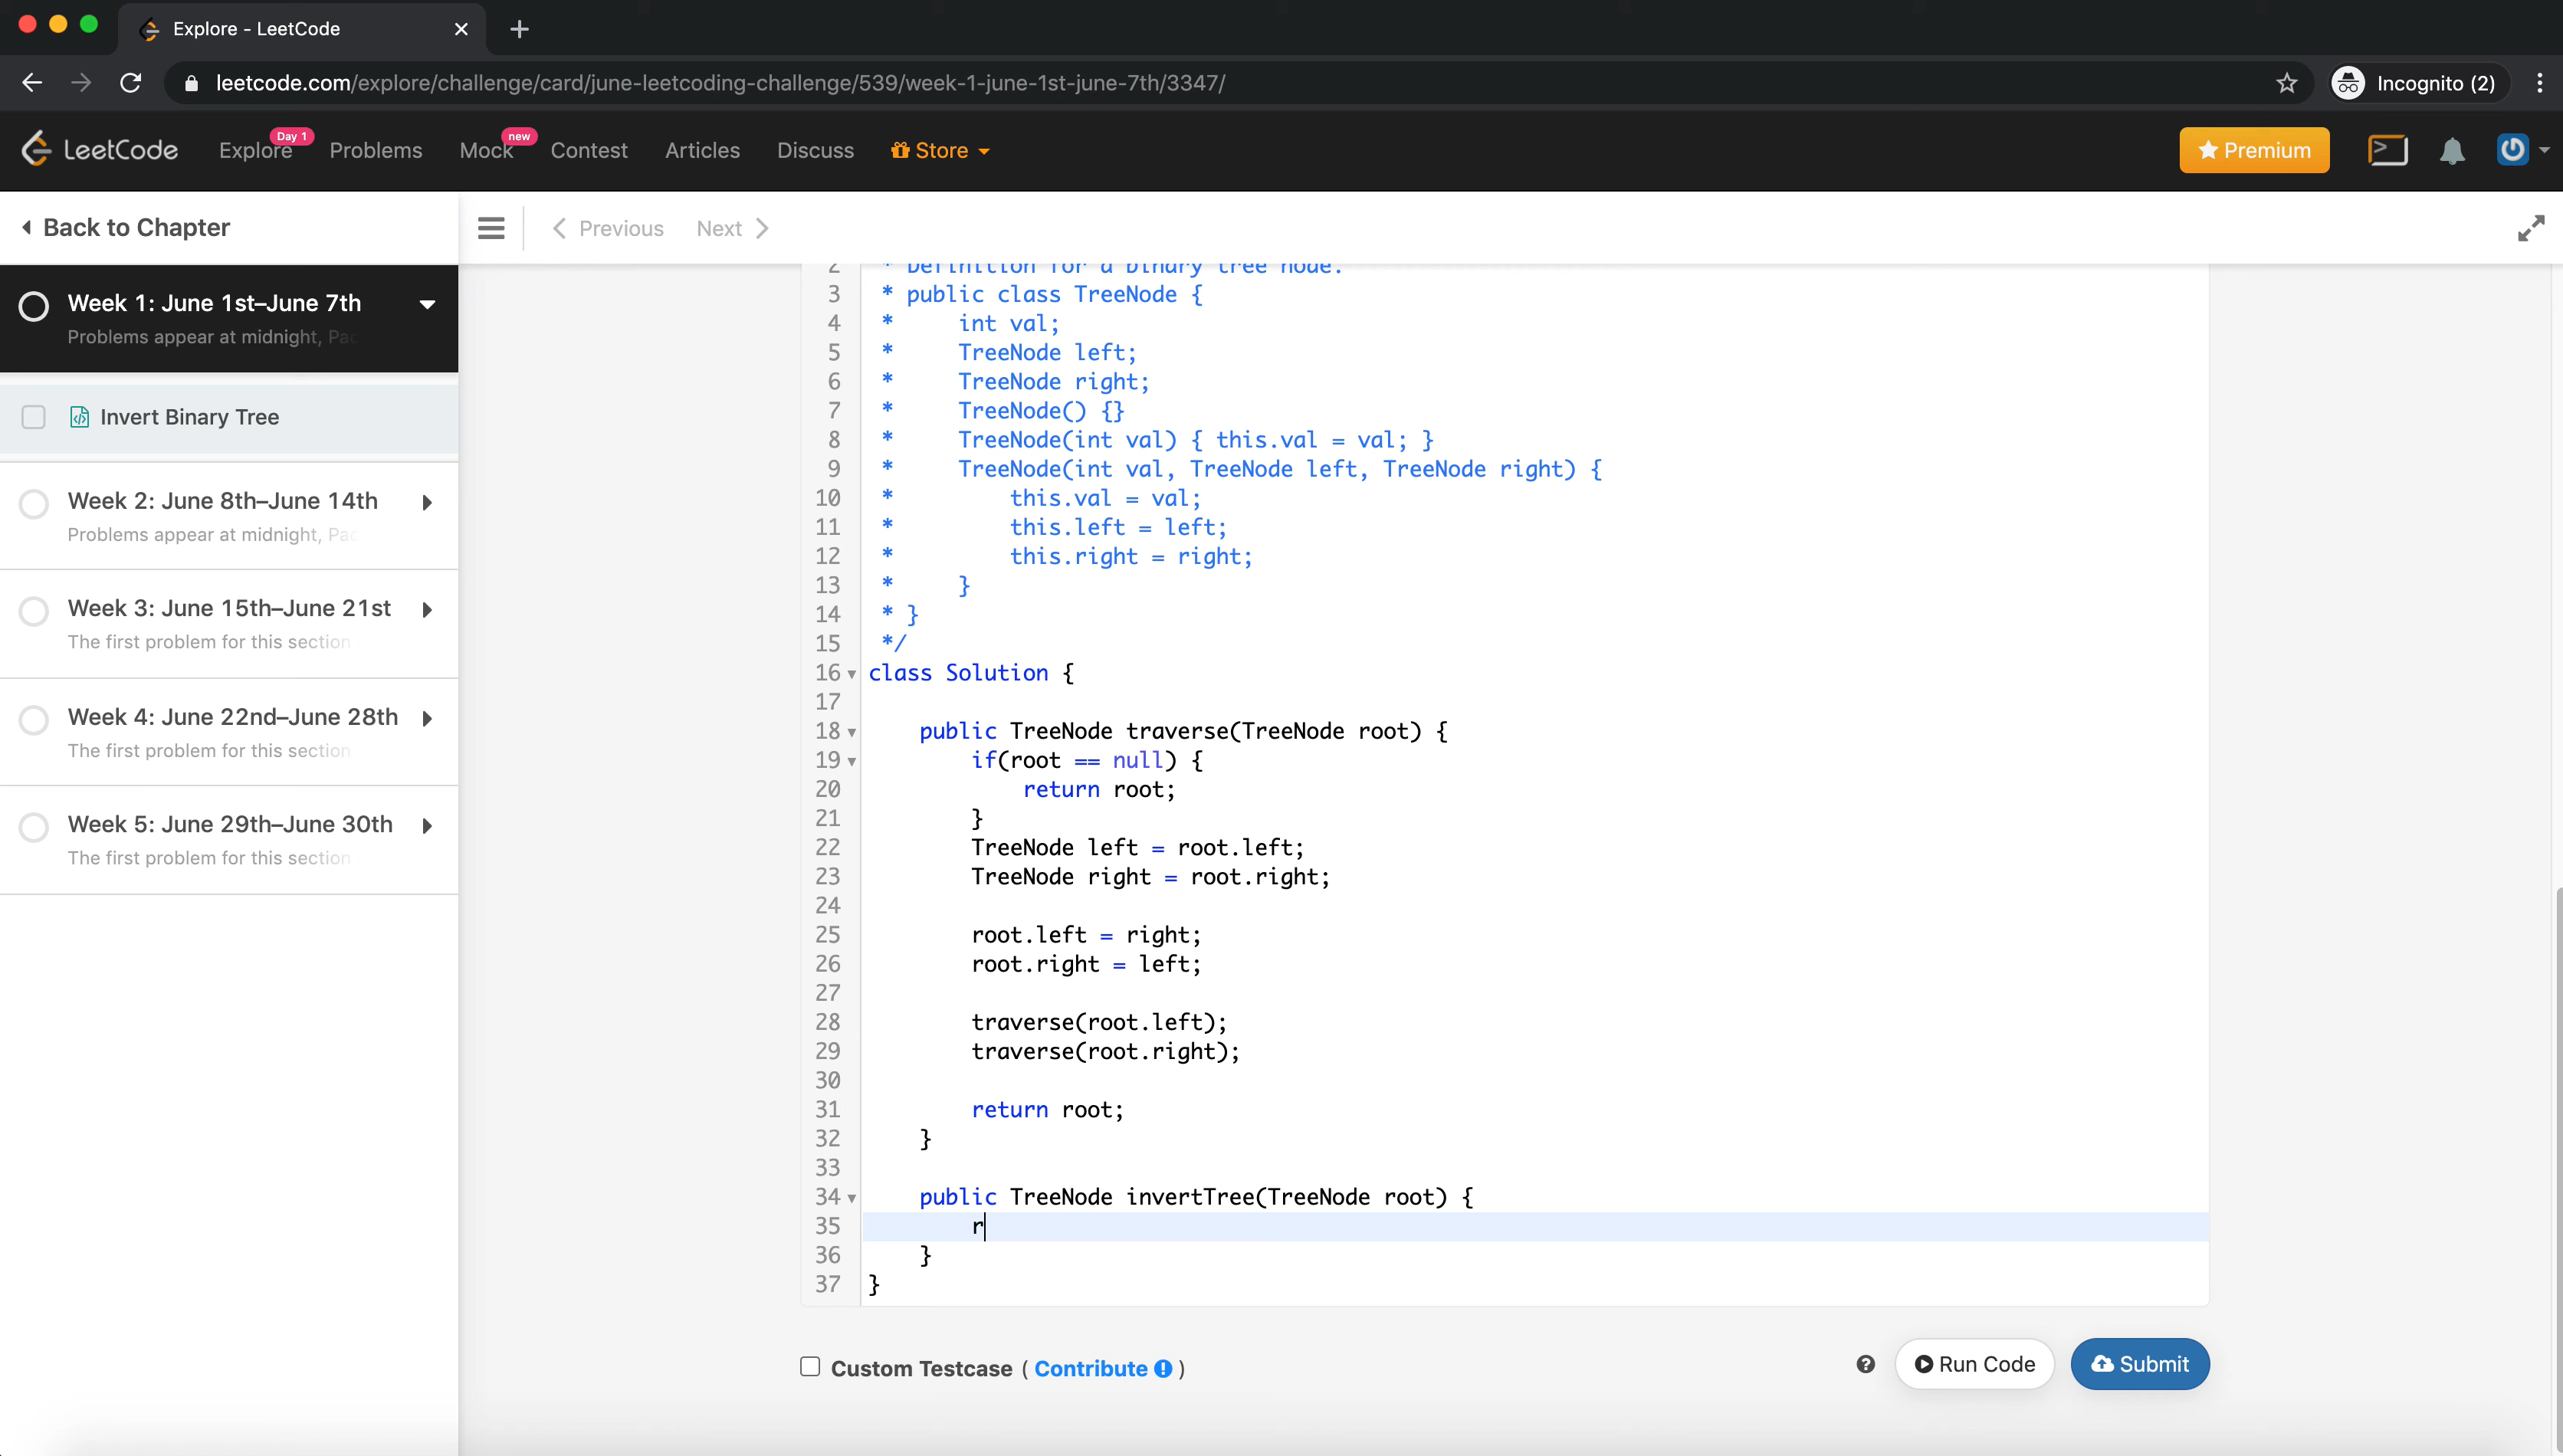 Explore - LeetCode
leetcode.com/explore/challenge/card/june-leetcoding-challenge/539/week-1-june-1st-june-7th/3347/
Incognito (2)
LeetCode
Explore
Day 1
Problems
Mock
new
Contest
Articles
Discuss
Store
Premium
Back to Chapter
Previous
Next
Week 1: June 1st–June 7th
Problems appear at midnight, Pac
Invert Binary Tree
Week 2: June 8th–June 14th
Problems appear at midnight, Pac
Week 3: June 15th–June 21st
The first problem for this section
Week 4: June 22nd–June 28th
The first problem for this section
Week 5: June 29th–June 30th
The first problem for this section
2 * Definition for a binary tree node.
3 * public class TreeNode {
4 *     int val;
5 *     TreeNode left;
6 *     TreeNode right;
7 *     TreeNode() {}
8 *     TreeNode(int val) { this.val = val; }
9 *     TreeNode(int val, TreeNode left, TreeNode right) {
10 *         this.val = val;
11 *         this.left = left;
12 *         this.right = right;
13 *     }
14 * }
15 */
16 class Solution {
17
18     public TreeNode traverse(TreeNode root) {
19         if(root == null) {
20             return root;
21         }
22         TreeNode left = root.left;
23         TreeNode right = root.right;
24
25         root.left = right;
26         root.right = left;
27
28         traverse(root.left);
29         traverse(root.right);
30
31         return root;
32     }
33
34     public TreeNode invertTree(TreeNode root) {
35         r
36     }
37 }
Custom Testcase ( Contribute )
Run Code
Submit